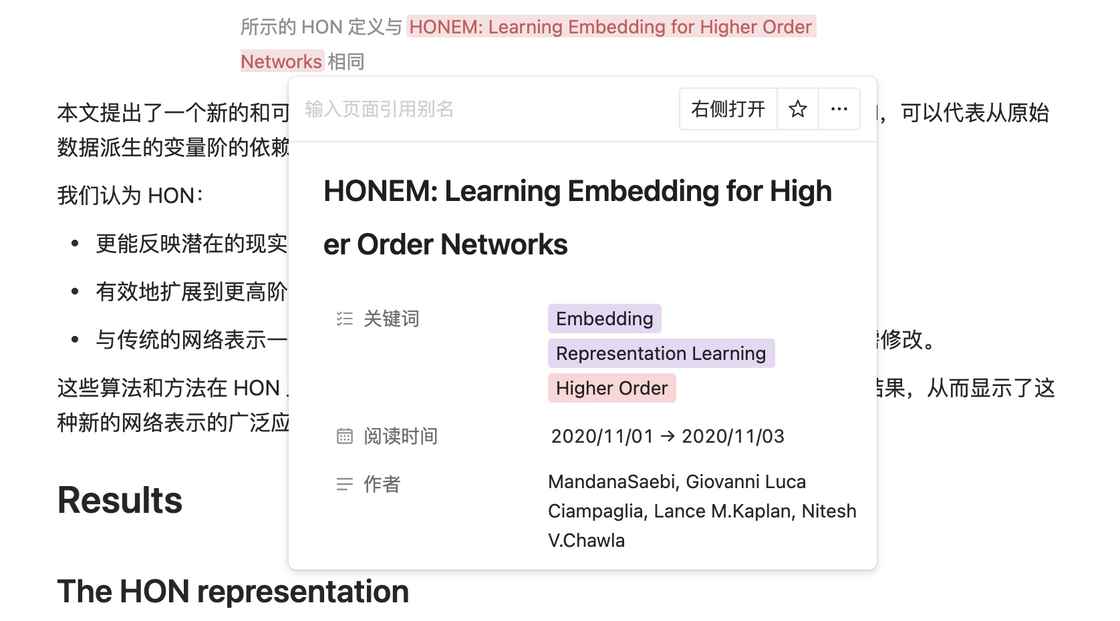 所示的 HON 定义与 HONEM: Learning Embedding for Higher Order
Networks 相同
本文提出了一个新的和可
，可以代表从原始
数据派生的变量阶的依赖
我们认为 HON：
• 更能反映潜在的现实
• 有效地扩展到更高阶
• 与传统的网络表示一
修改。
这些算法和方法在 HON
结果，从而显示了这
种新的网络表示的广泛应
Results
The HON representation
输入页面引用别名
右侧打开
HONEM: Learning Embedding for High
er Order Networks
关键词
Embedding
Representation Learning
Higher Order
阅读时间
2020/11/01 → 2020/11/03
作者
MandanaSaebi, Giovanni Luca
Ciampaglia, Lance M.Kaplan, Nitesh
V.Chawla